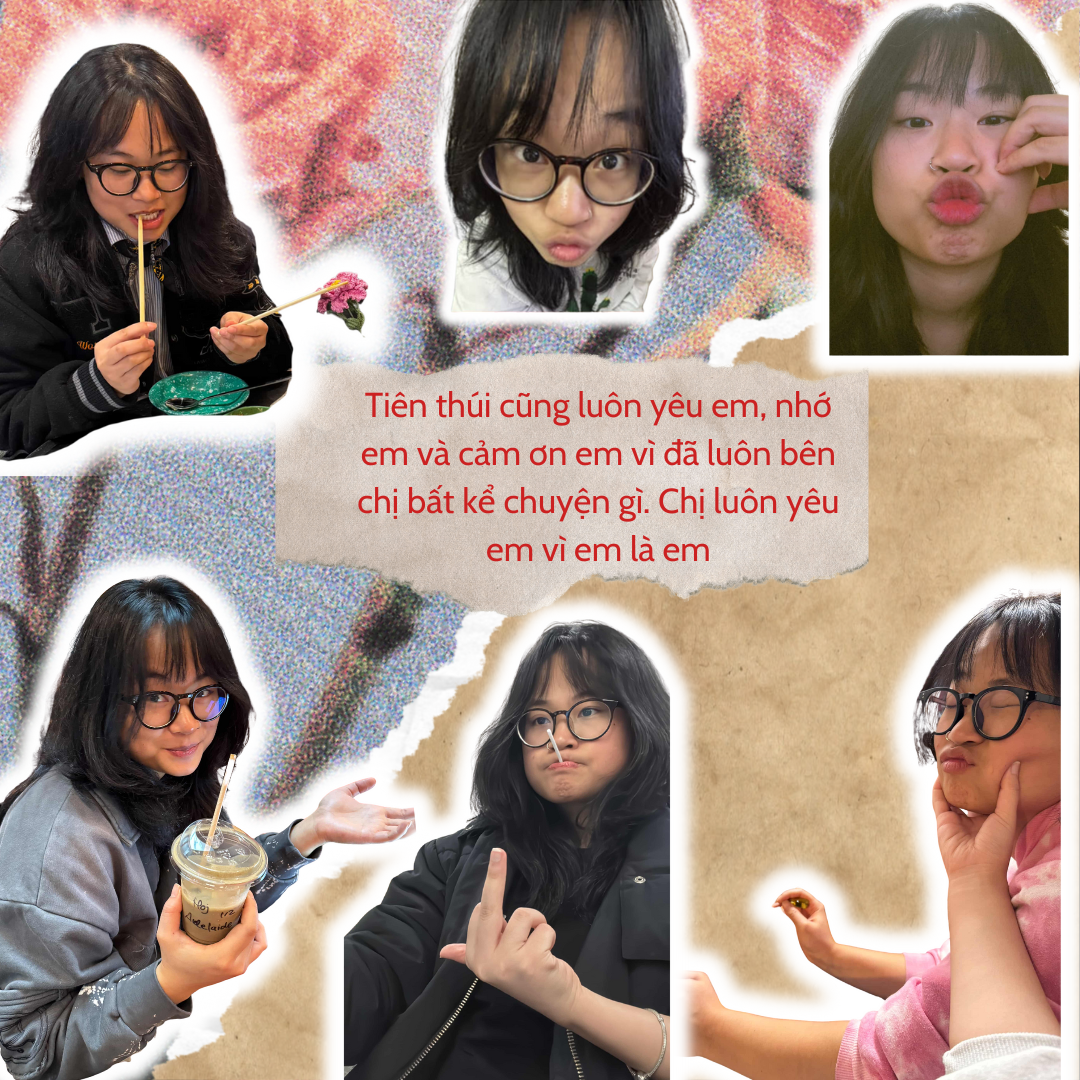 Tiên thúi cũng luôn yêu em, nhớ
em và cảm ơn em vì đã luôn bên
chị bất kể chuyện gì. Chị luôn yêu
em vì em là em
Adelaide